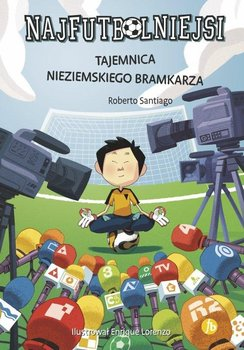 NAJFUTBOLNIEJSI
TAJEMNICA
NIEZIEMSKIEGO BRAMKARZA
Roberto Santiago
Ilustrował Enrique Lorenzo